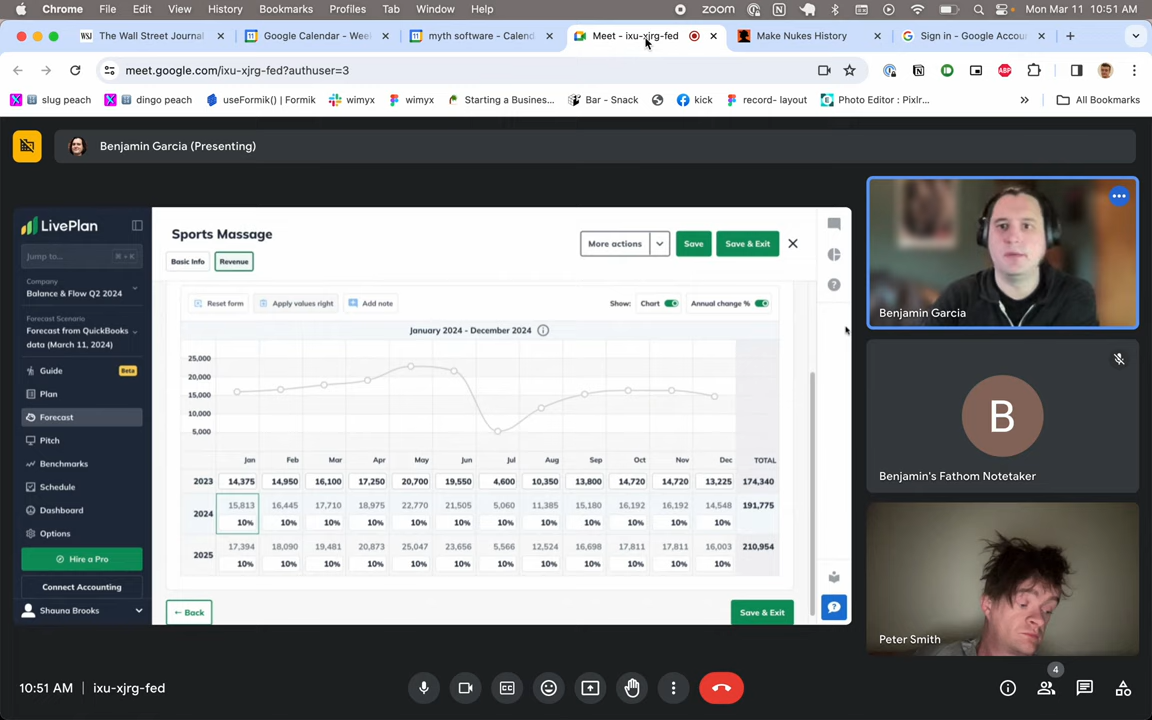 Chrome File Edit View History Bookmarks Profiles Tab Window Help zoom Mon Mar 11 10:51 AM
WSJ The Wall Street Journal Google Calendar - Wee myth software - Calend Meet - ixu-xjrg-fed Make Nukes History Sign in - Google Accou
meet.google.com/ixu-xjrg-fed?authuser=3
slug peach dingo peach useFormik() | Formik wimyx wimyx Starting a Business... Bar - Snack kick record- layout Photo Editor : Pixlr... » All Bookmarks
Benjamin Garcia (Presenting)
LivePlan
Jump to...
Company
Balance & Flow Q2 2024
Forecast Scenario
Forecast from QuickBooks
data (March 11, 2024)
Guide Beta
Plan
Forecast
Pitch
Benchmarks
Schedule
Dashboard
Options
Hire a Pro
Connect Accounting
Shauna Brooks
Sports Massage
More actions Save Save & Exit
Basic Info Revenue
Reset form Apply values right Add note Show: Chart Annual change %
January 2024 - December 2024
25,000
20,000
15,000
10,000
5,000
Jan Feb Mar Apr May Jun Jul Aug Sep Oct Nov Dec TOTAL
2023 14,375 14,950 16,100 17,250 20,700 19,550 4,600 10,350 13,800 14,720 14,720 13,225 174,340
15,813 16,445 17,710 18,975 22,770 21,505 5,060 11,385 15,180 16,192 16,192 14,548
2024 191,775
10% 10% 10% 10% 10% 10% 10% 10% 10% 10% 10% 10%
17,394 18,090 19,481 20,873 25,047 23,656 5,566 12,524 16,698 17,811 17,811 16,003
2025 210,954
10% 10% 10% 10% 10% 10% 10% 10% 10% 10% 10% 10%
← Back Save & Exit
Benjamin Garcia
B
Benjamin's Fathom Notetaker
Peter Smith
10:51 AM ixu-xjrg-fed
4